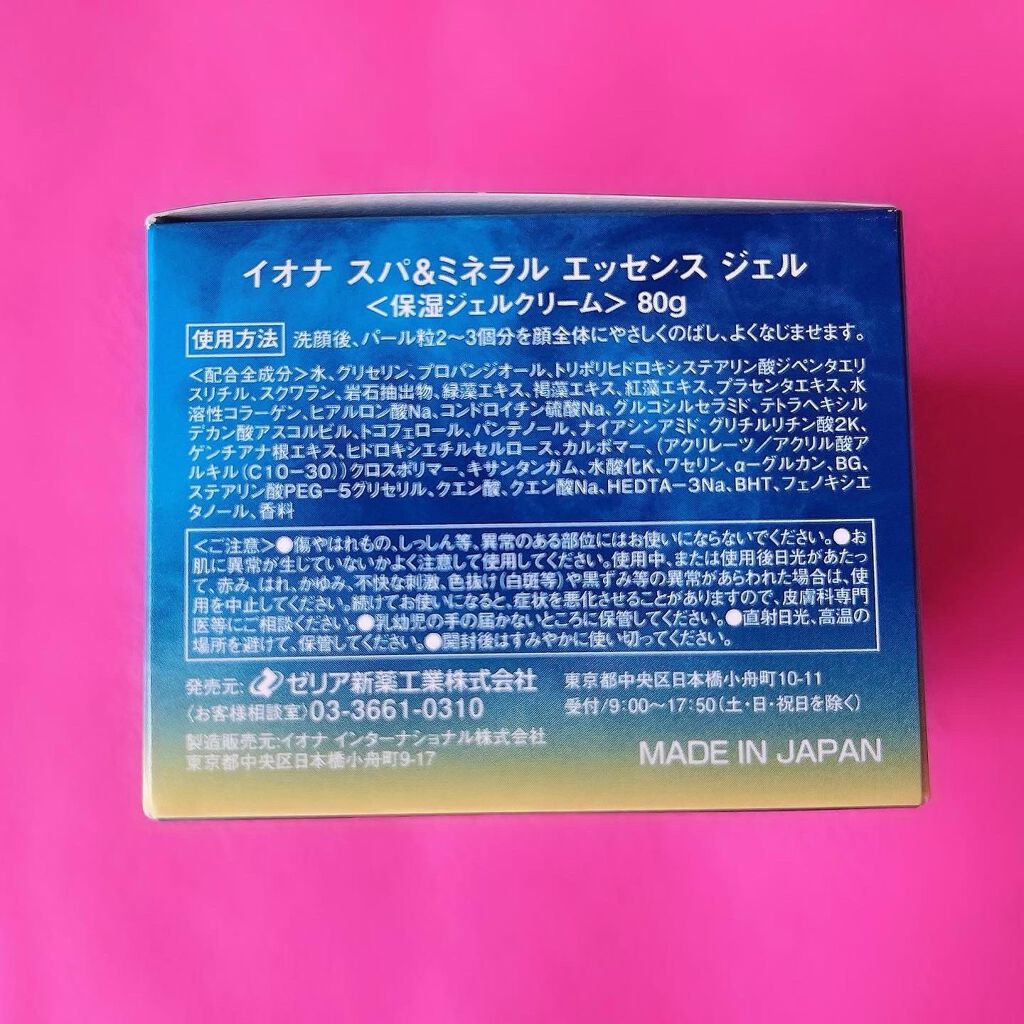 イオナ スパ&ミネラル エッセンス ジェル
<保湿ジェルクリーム> 80g
使用方法 洗顔後、パール粒2~3個分を顔全体にやさしくのばし、よくなじませます。
<配合全成分>水、グリセリン、プロパンジオール、トリポリヒドロキシステアリン酸ジペンタエリ
スリチル、スクワラン、岩石抽出物、緑藻エキス、褐藻エキス、紅藻エキス、プラセンタエキス、水
溶性コラーゲン、ヒアルロン酸Na、コンドロイチン硫酸Na、グルコシルセラミド、テトラヘキシル
デカン酸アスコルビル、トコフェロール、パンテノール、ナイアシンアミド、グリチルリチン酸2K、
ゲンチアナ根エキス、ヒドロキシエチルセルロース、カルボマー、(アクリレーツ/アクリル酸ア
ルキル(C10-30))クロスポリマー、キサンタンガム、水酸化K、ワセリン、α-グルカン、BG、
ステアリン酸PEG-5グリセリル、クエン酸、クエン酸Na、HEDTA-3Na、BHT、フェノキシエ
タノール、香料
<ご注意>●傷やはれもの、しっしん等、異常のある部位にはお使いにならないでください。●お
肌に異常が生じていないかよく注意して使用してください。使用中、または使用後日光があたっ
て、赤み、はれ、かゆみ、不快な刺激、色抜け(白斑等)や黒ずみ等の異常があらわれた場合は、使
用を中止してください。続けてお使いになると、症状を悪化させることがありますので、皮膚科専門
医等にご相談ください。●乳幼児の手の届かないところに保管してください。●直射日光、高温の
場所を避けて、保管してください。●開封後はすみやかに使い切ってください。
発売元: ゼリア新薬工業株式会社 東京都中央区日本橋小舟町10-11
〈お客様相談室〉03-3661-0310 受付/9:00~17:50(土・日・祝日を除く)
製造販売元:イオナ インターナショナル株式会社
東京都中央区日本橋小舟町9-17
MADE IN JAPAN